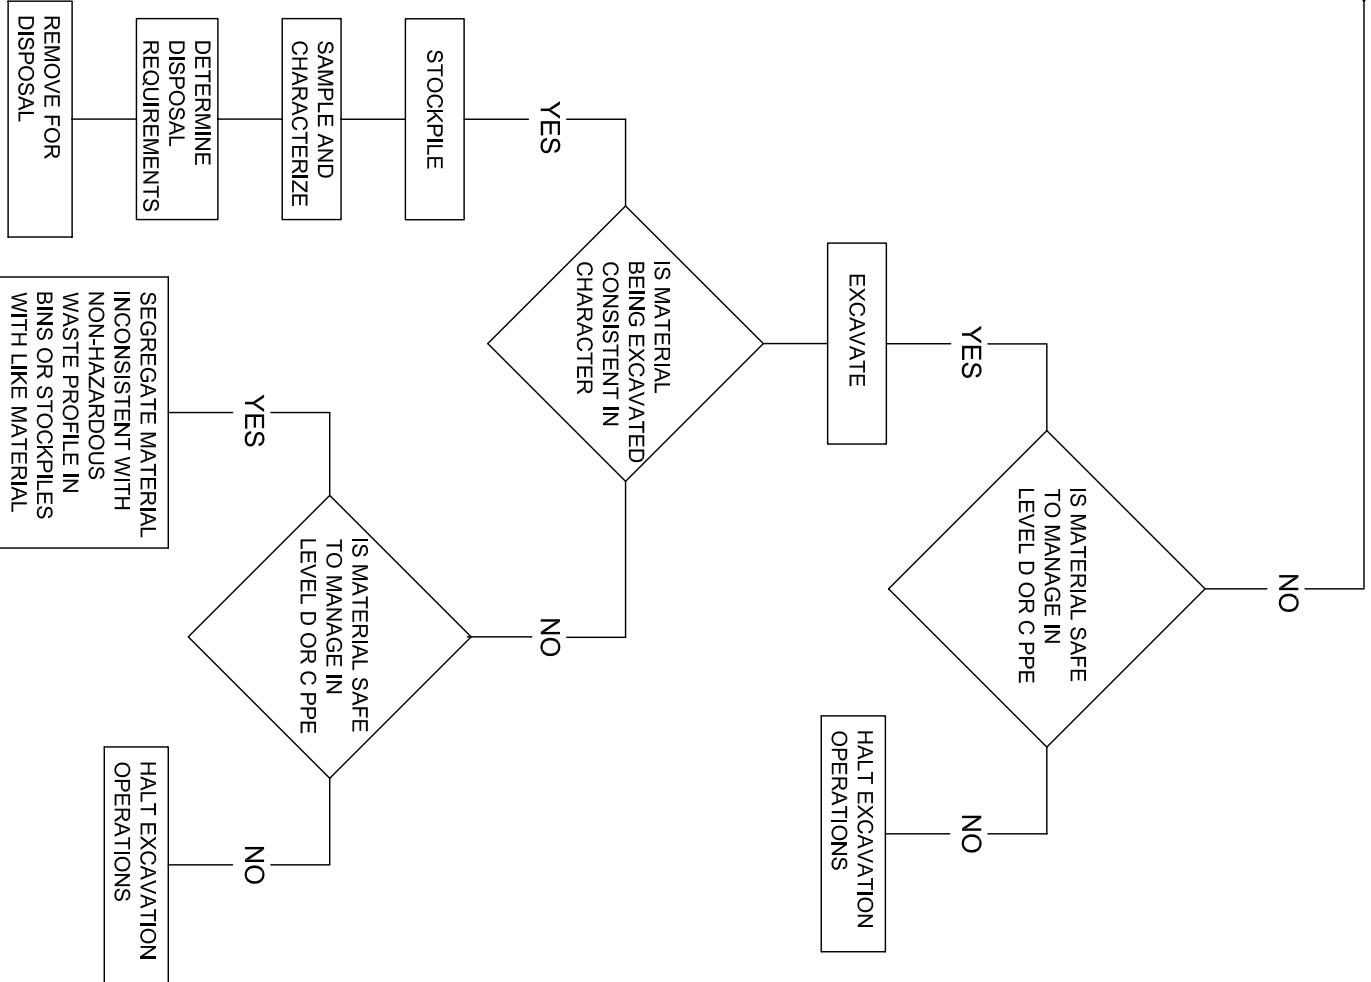 NO
IS MATERIAL SAFE
TO MANAGE IN
LEVEL D OR C PPE
YES
NO
EXCAVATE
HALT EXCAVATION
OPERATIONS
IS MATERIAL
BEING EXCAVATED
CONSISTENT IN
CHARACTER
YES
NO
STOCKPILE
SAMPLE AND
CHARACTERIZE
DETERMINE
DISPOSAL
REQUIREMENTS
REMOVE FOR
DISPOSAL
IS MATERIAL SAFE
TO MANAGE IN
LEVEL D OR C PPE
YES
NO
SEGREGATE MATERIAL
INCONSISTENT WITH
NON-HAZARDOUS
WASTE PROFILE IN
BINS OR STOCKPILES
WITH LIKE MATERIAL
HALT EXCAVATION
OPERATIONS